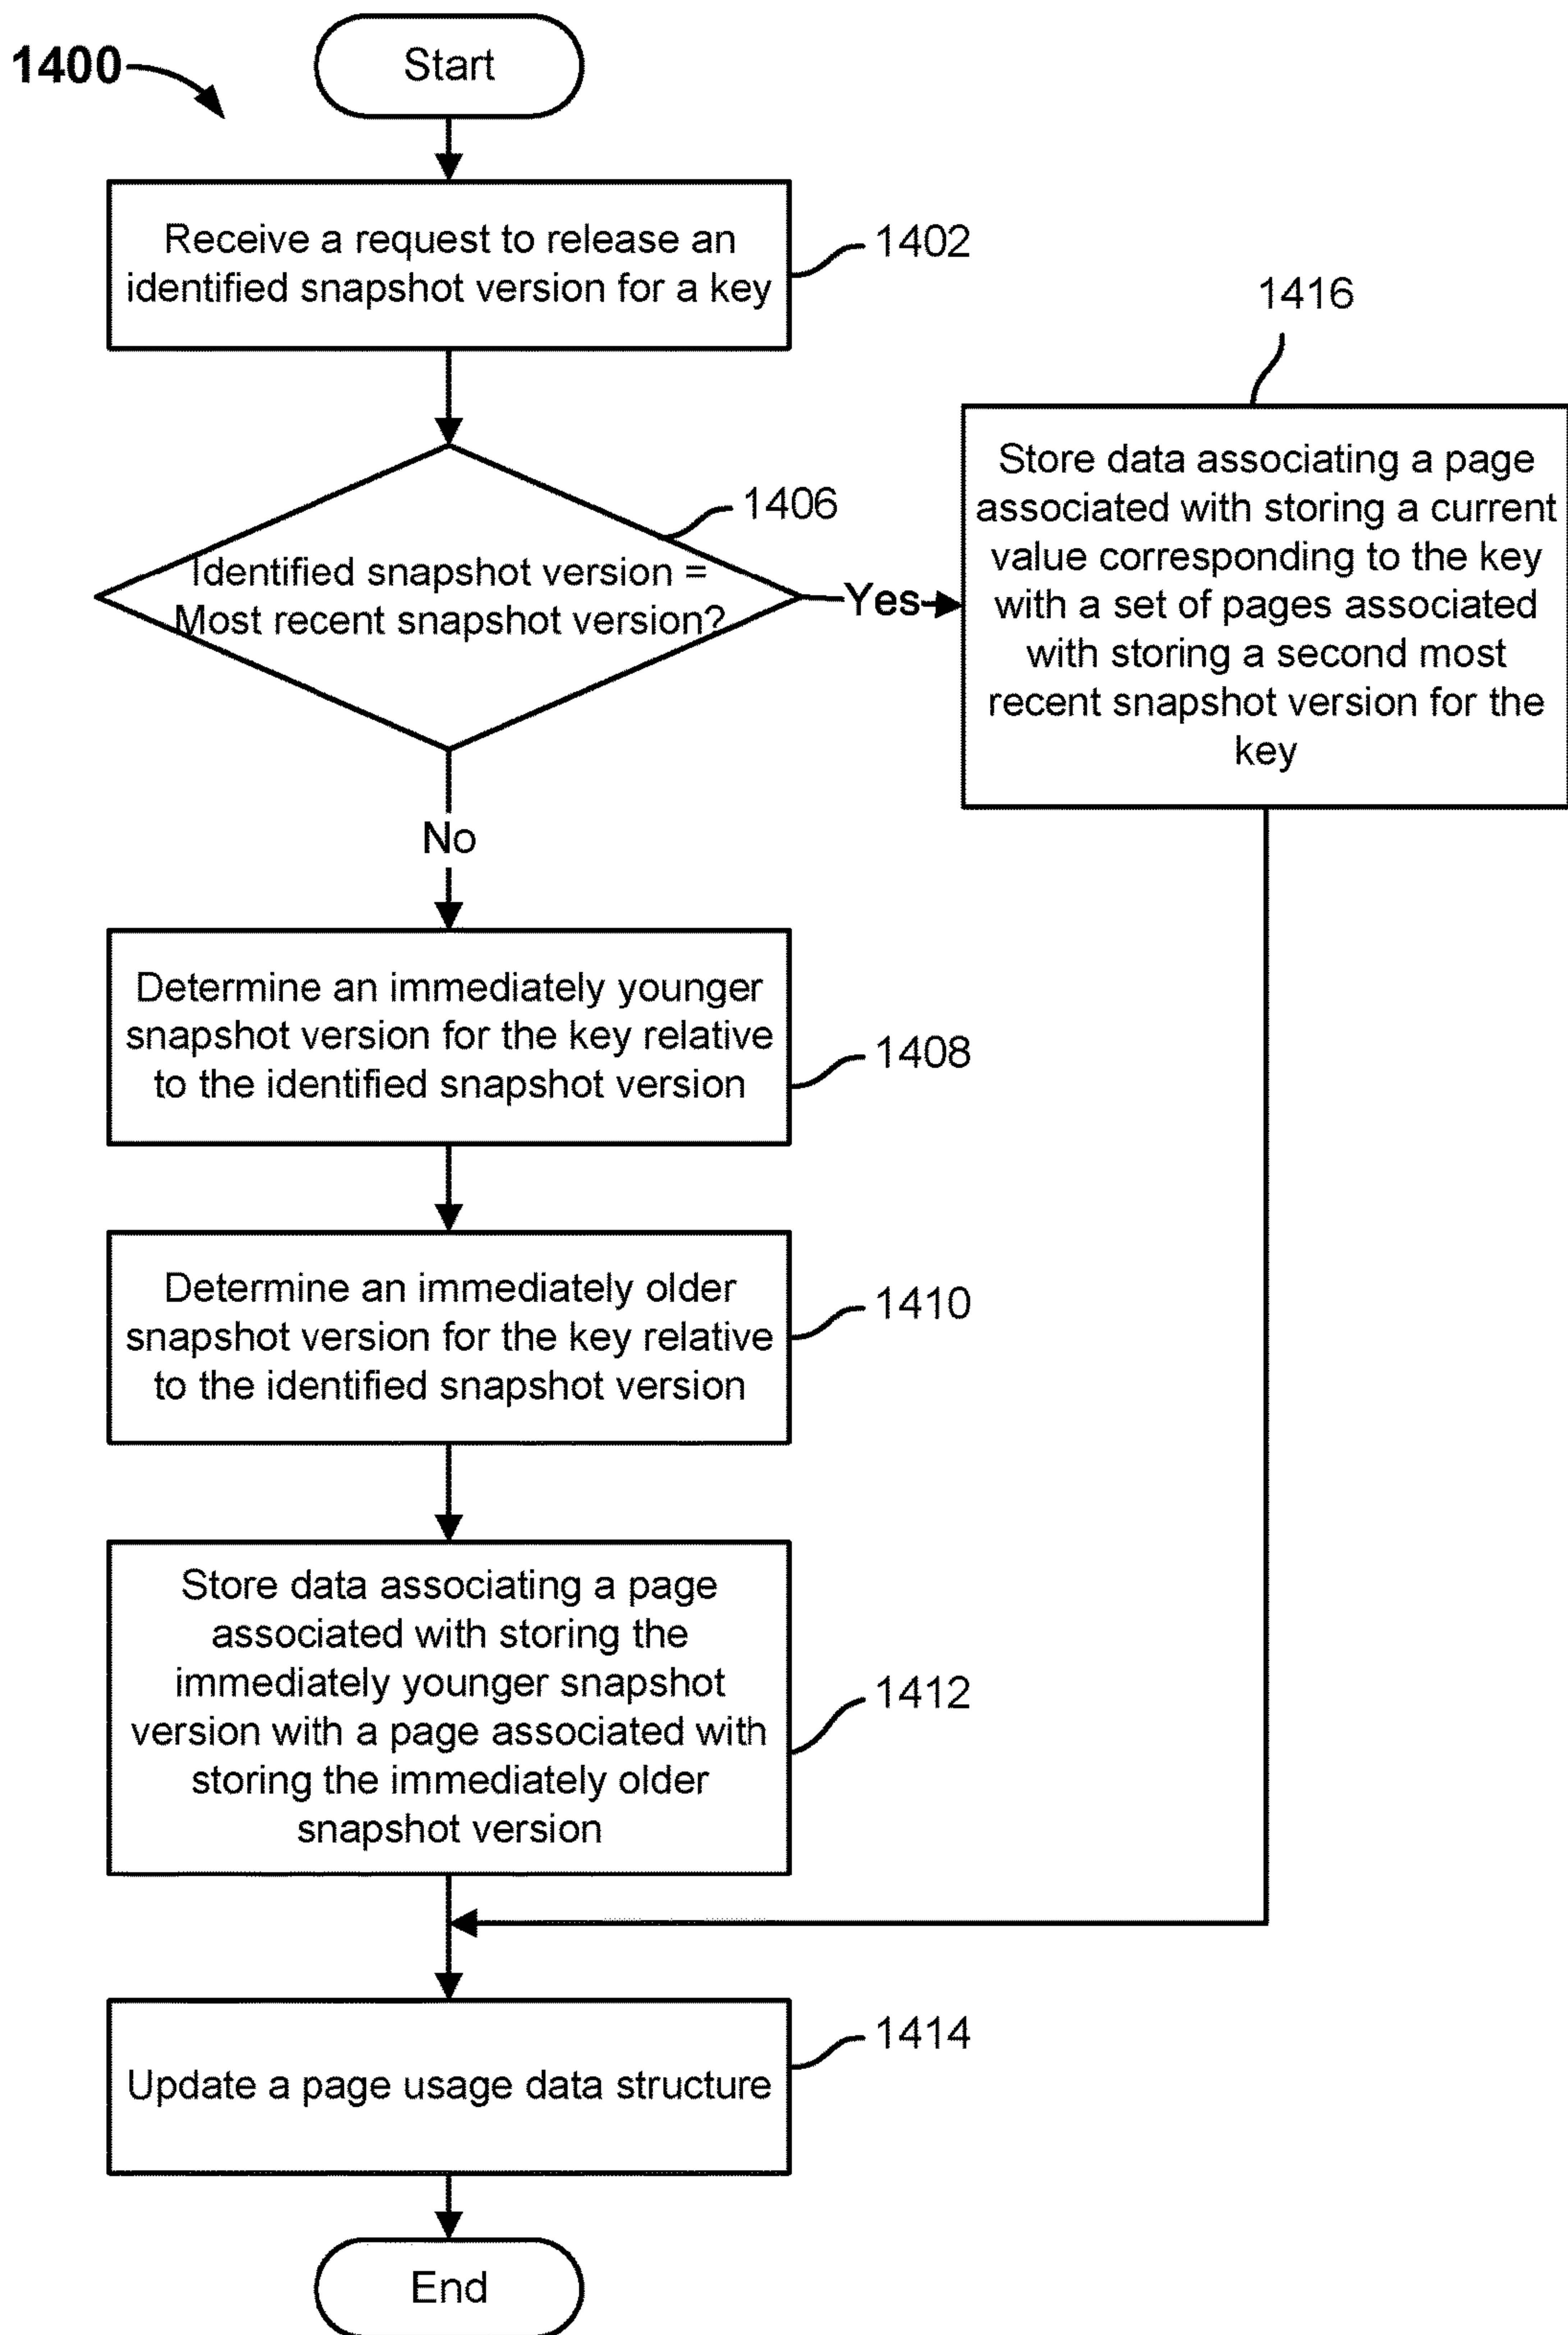 1400
Start
Receive a request to release an
identified snapshot version for a key
1402
1416
Store data associating a page
associated with storing a current
value corresponding to the key
with a set of pages associated
with storing a second most
recent snapshot version for the
key
1406
Identified snapshot version =
Most recent snapshot version?
Yes
No
Determine an immediately younger
snapshot version for the key relative
to the identified snapshot version
1408
Determine an immediately older
snapshot version for the key relative
to the identified snapshot version
1410
Store data associating a page
associated with storing the
immediately younger snapshot
version with a page associated with
storing the immediately older
snapshot version
1412
Update a page usage data structure
1414
End